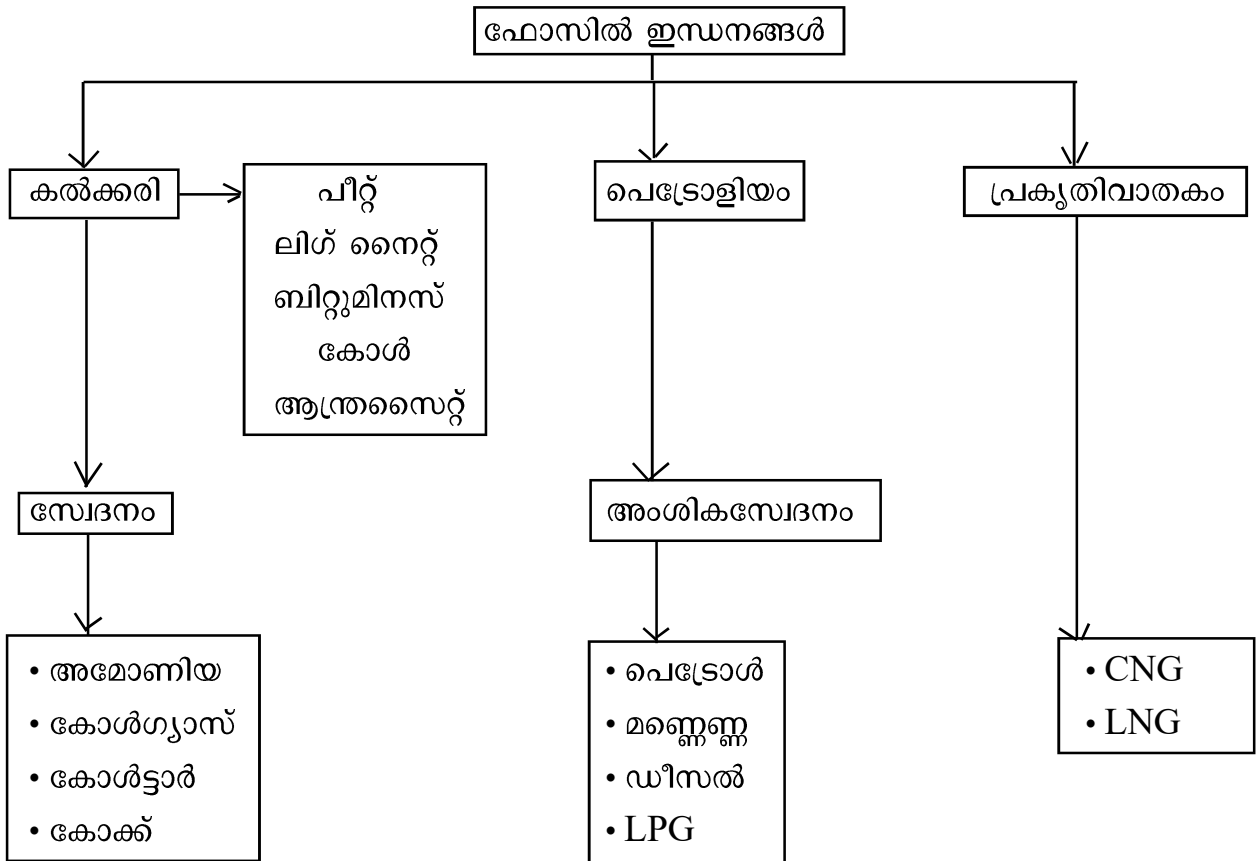 ഫോസിൽ ഇന്ധനങ്ങൾ
കൽക്കരി
പീറ്റ്
ലിഗ് നൈറ്റ്
ബിറ്റുമിനസ്
കോൾ
ആന്ത്രസൈറ്റ്
പെട്രോളിയം
പ്രകൃതിവാതകം
സ്വേദനം
അംശികസ്വേദനം
• അമോണിയ
• കോൾഗ്യാസ്
• കോൾട്ടാർ
• കോക്ക്
• പെട്രോൾ
• മണ്ണെണ്ണ
• ഡീസൽ
• LPG
• CNG
• LNG